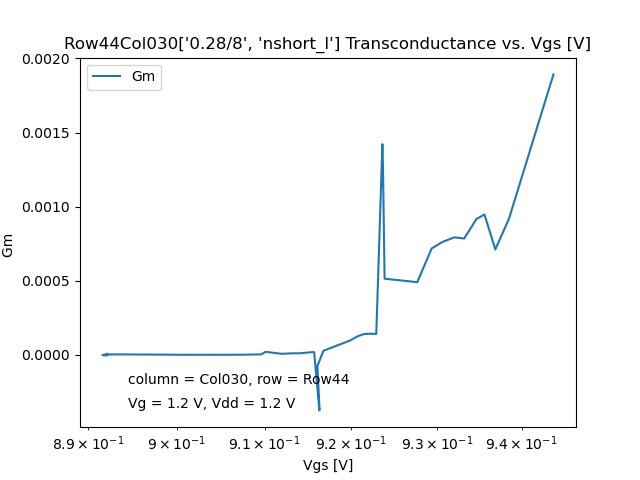 Row44Col030['0.28/8', 'nshort_l'] Transconductance vs. Vgs [V]
Gm
0.0020
0.0015
0.0010
0.0005
0.0000
Gm
column = Col030, row = Row44
Vg = 1.2 V, Vdd = 1.2 V
8.9 × 10⁻¹ 9 × 10⁻¹ 9.1 × 10⁻¹ 9.2 × 10⁻¹ 9.3 × 10⁻¹ 9.4 × 10⁻¹
Vgs [V]